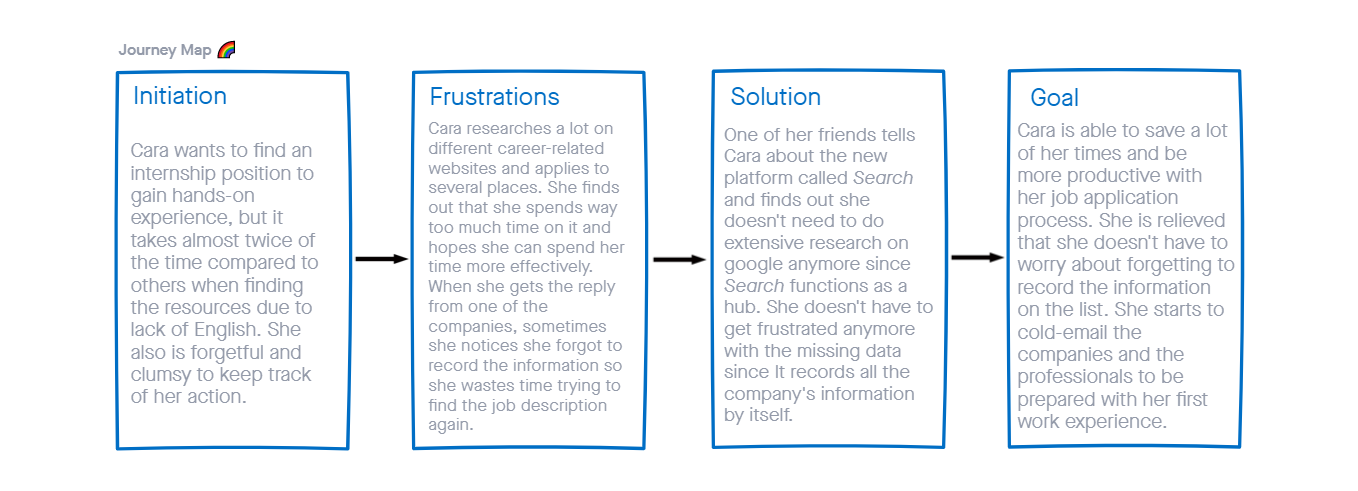 Journey Map 🌈
Initiation
Cara wants to find an
internship position to
gain hands-on
experience, but it
takes almost twice of
the time compared to
others when finding
the resources due to
lack of English. She
also is forgetful and
clumsy to keep track
of her action.
Frustrations
Cara researches a lot on
different career-related
websites and applies to
several places. She finds
out that she spends way
too much time on it and
hopes she can spend her
time more effectively.
When she gets the reply
from one of the
companies, sometimes
she notices she forgot to
record the information so
she wastes time trying to
find the job description
again.
Solution
One of her friends tells
Cara about the new
platform called Search
and finds out she
doesn't need to do
extensive research on
google anymore since
Search functions as a
hub. She doesn't have to
get frustrated anymore
with the missing data
since It records all the
company's information
by itself.
Goal
Cara is able to save a lot
of her times and be
more productive with
her job application
process. She is relieved
that she doesn't have to
worry about forgetting to
record the information
on the list. She starts to
cold-email the
companies and the
professionals to be
prepared with her first
work experience.